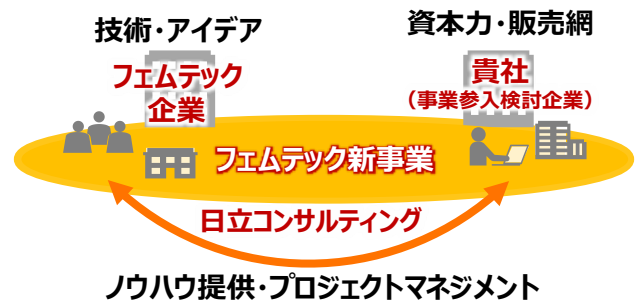 技術・アイデア
フェムテック
企業
資本力・販売網
貴社
（事業参入検討企業）
フェムテック新事業
日立コンサルティング
ノウハウ提供・プロジェクトマネジメント